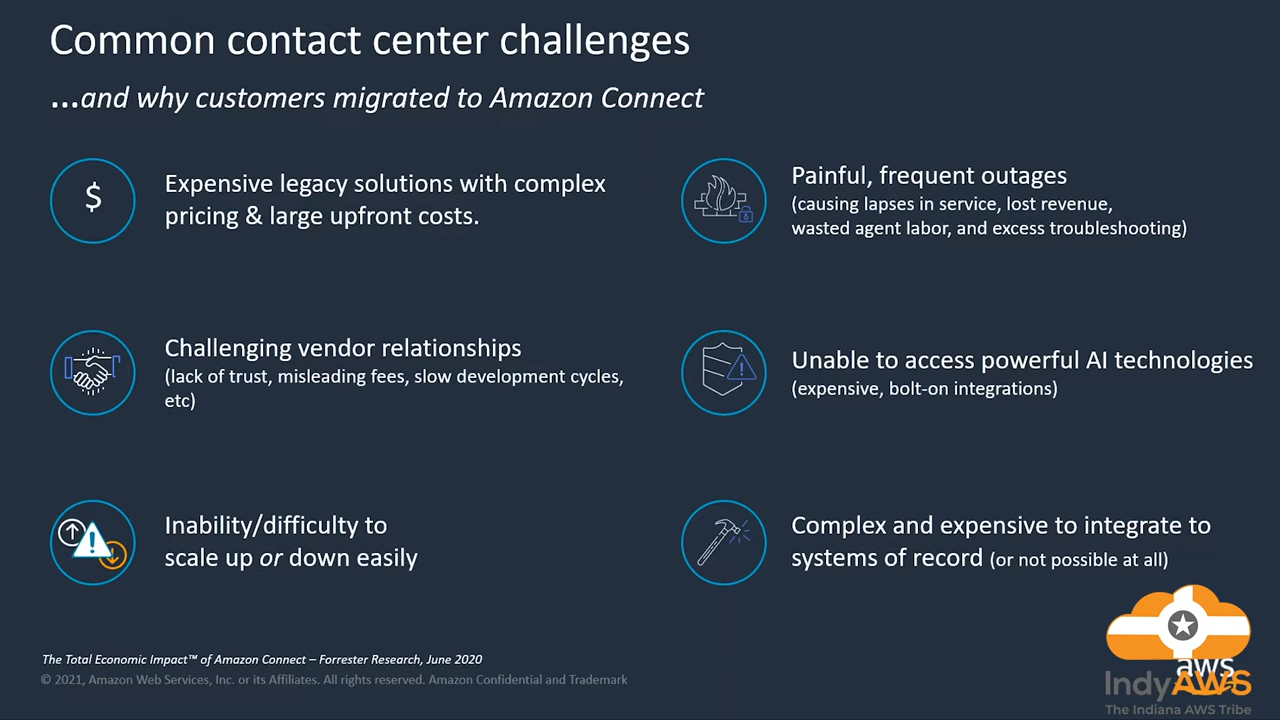 Common contact center challenges
...and why customers migrated to Amazon Connect
$
Expensive legacy solutions with complex
pricing & large upfront costs.
Painful, frequent outages
(causing lapses in service, lost revenue,
wasted agent labor, and excess troubleshooting)
Challenging vendor relationships
(lack of trust, misleading fees, slow development cycles,
etc)
Unable to access powerful AI technologies
(expensive, bolt-on integrations)
Inability/difficulty to
scale up or down easily
Complex and expensive to integrate to
systems of record (or not possible at all)
The Total Economic Impact™ of Amazon Connect – Forrester Research, June 2020
© 2021, Amazon Web Services, Inc. or its Affiliates. All rights reserved. Amazon Confidential and Trademark
aws
IndyAWS
The Indiana AWS Tribe